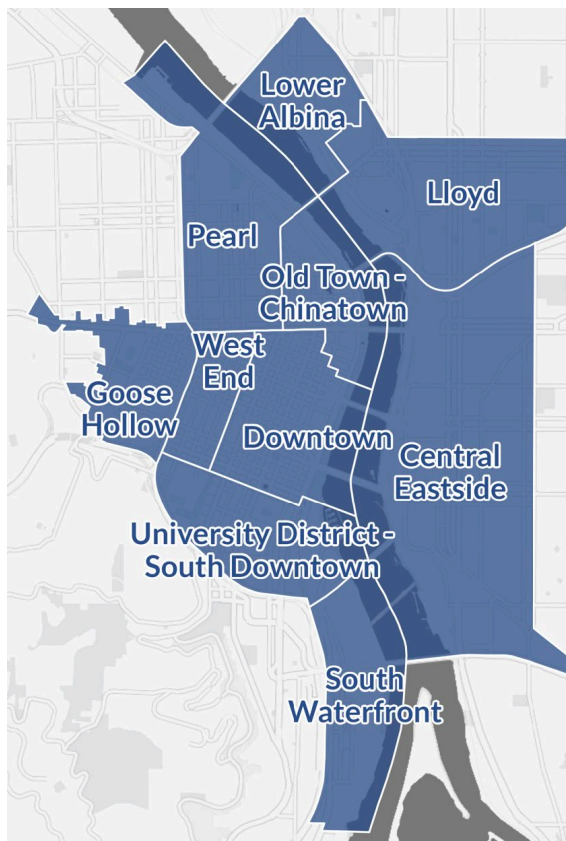 Lower
Albina
Lloyd
Pearl
Old Town -
Chinatown
West
End
Goose
Hollow
Downtown
Central
Eastside
University District -
South Downtown
South
Waterfront